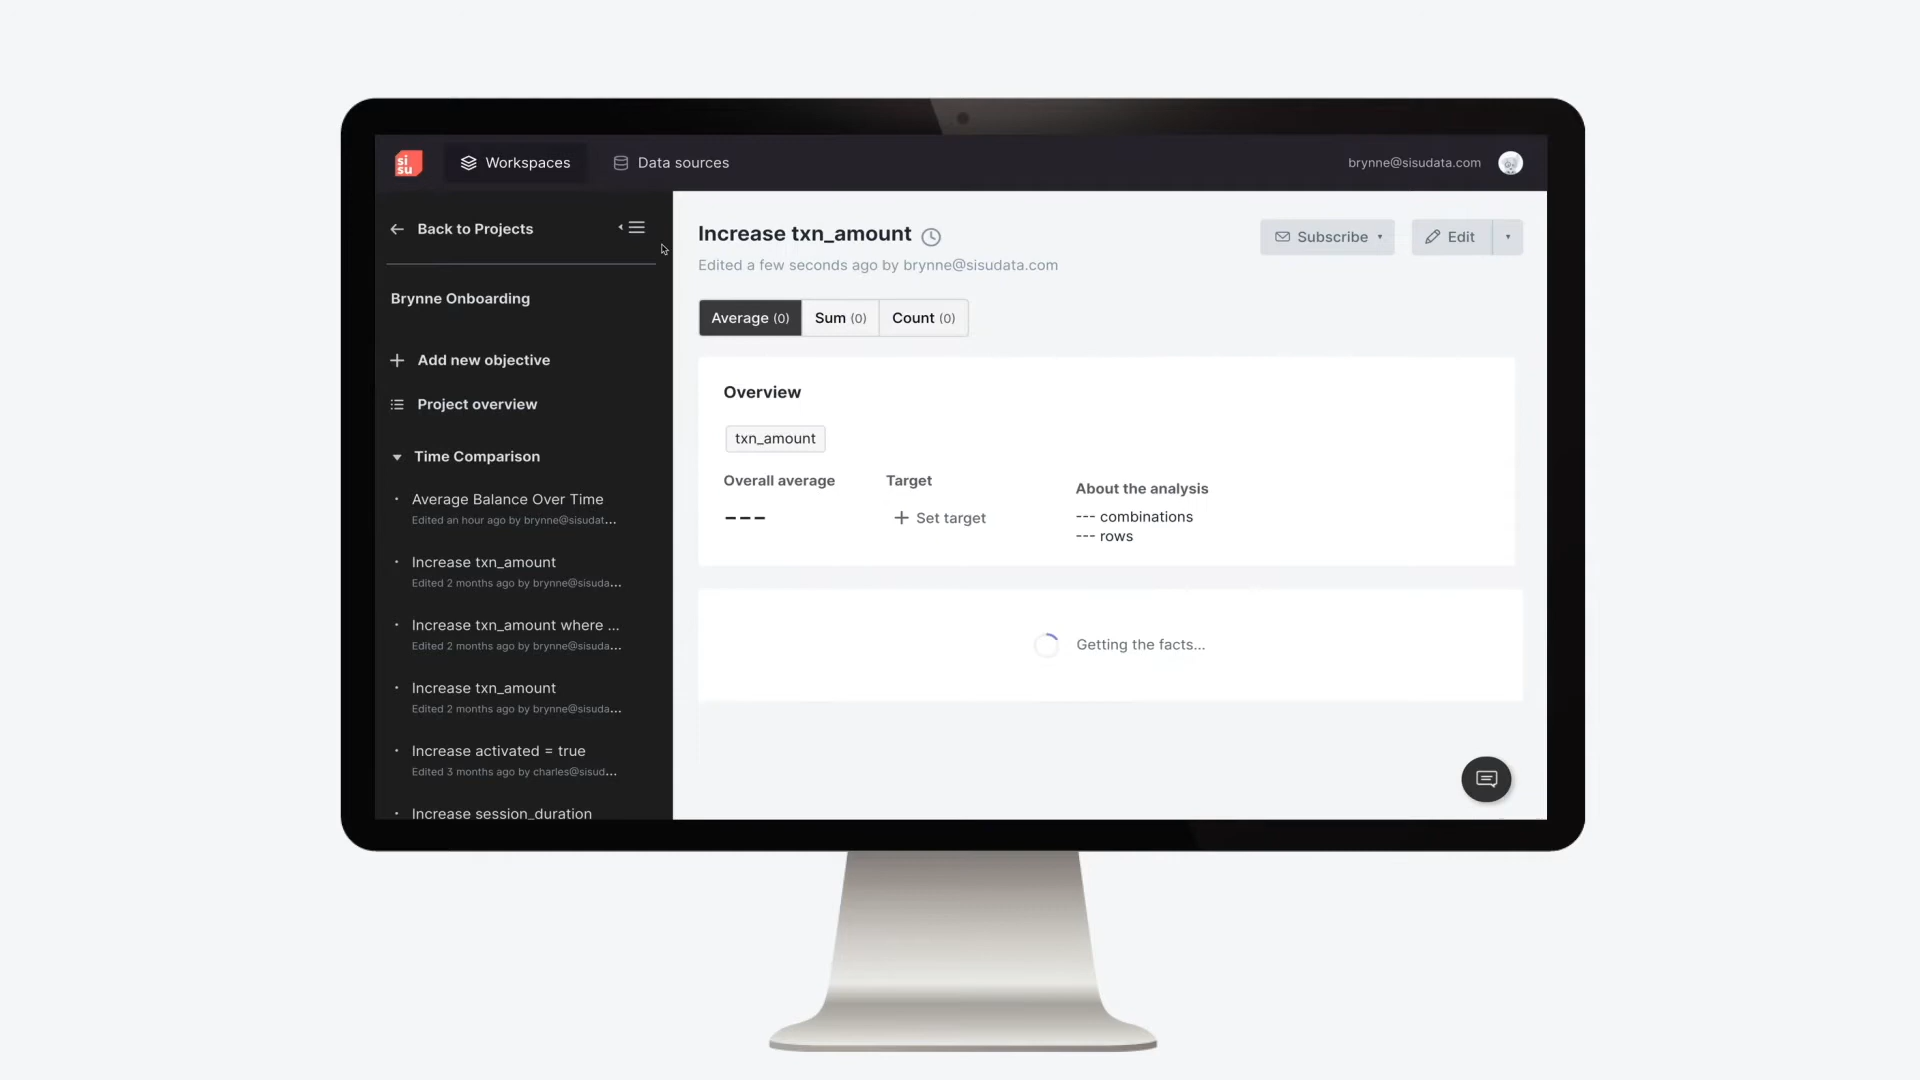 si
su
Workspaces
Data sources
brynne@sisudata.com
Back to Projects
Brynne Onboarding
Add new objective
Project overview
Time Comparison
Average Balance Over Time
Edited an hour ago by brynne@sisudat...
Increase txn_amount
Edited 2 months ago by brynne@sisuda...
Increase txn_amount where ...
Edited 2 months ago by brynne@sisuda...
Increase txn_amount
Edited 2 months ago by brynne@sisuda...
Increase activated = true
Edited 3 months ago by charles@sisud...
Increase session_duration
Increase txn_amount
Edited a few seconds ago by brynne@sisudata.com
Subscribe
Edit
Average (0)
Sum (0)
Count (0)
Overview
txn_amount
Overall average
---
Target
Set target
About the analysis
--- combinations
--- rows
Getting the facts...